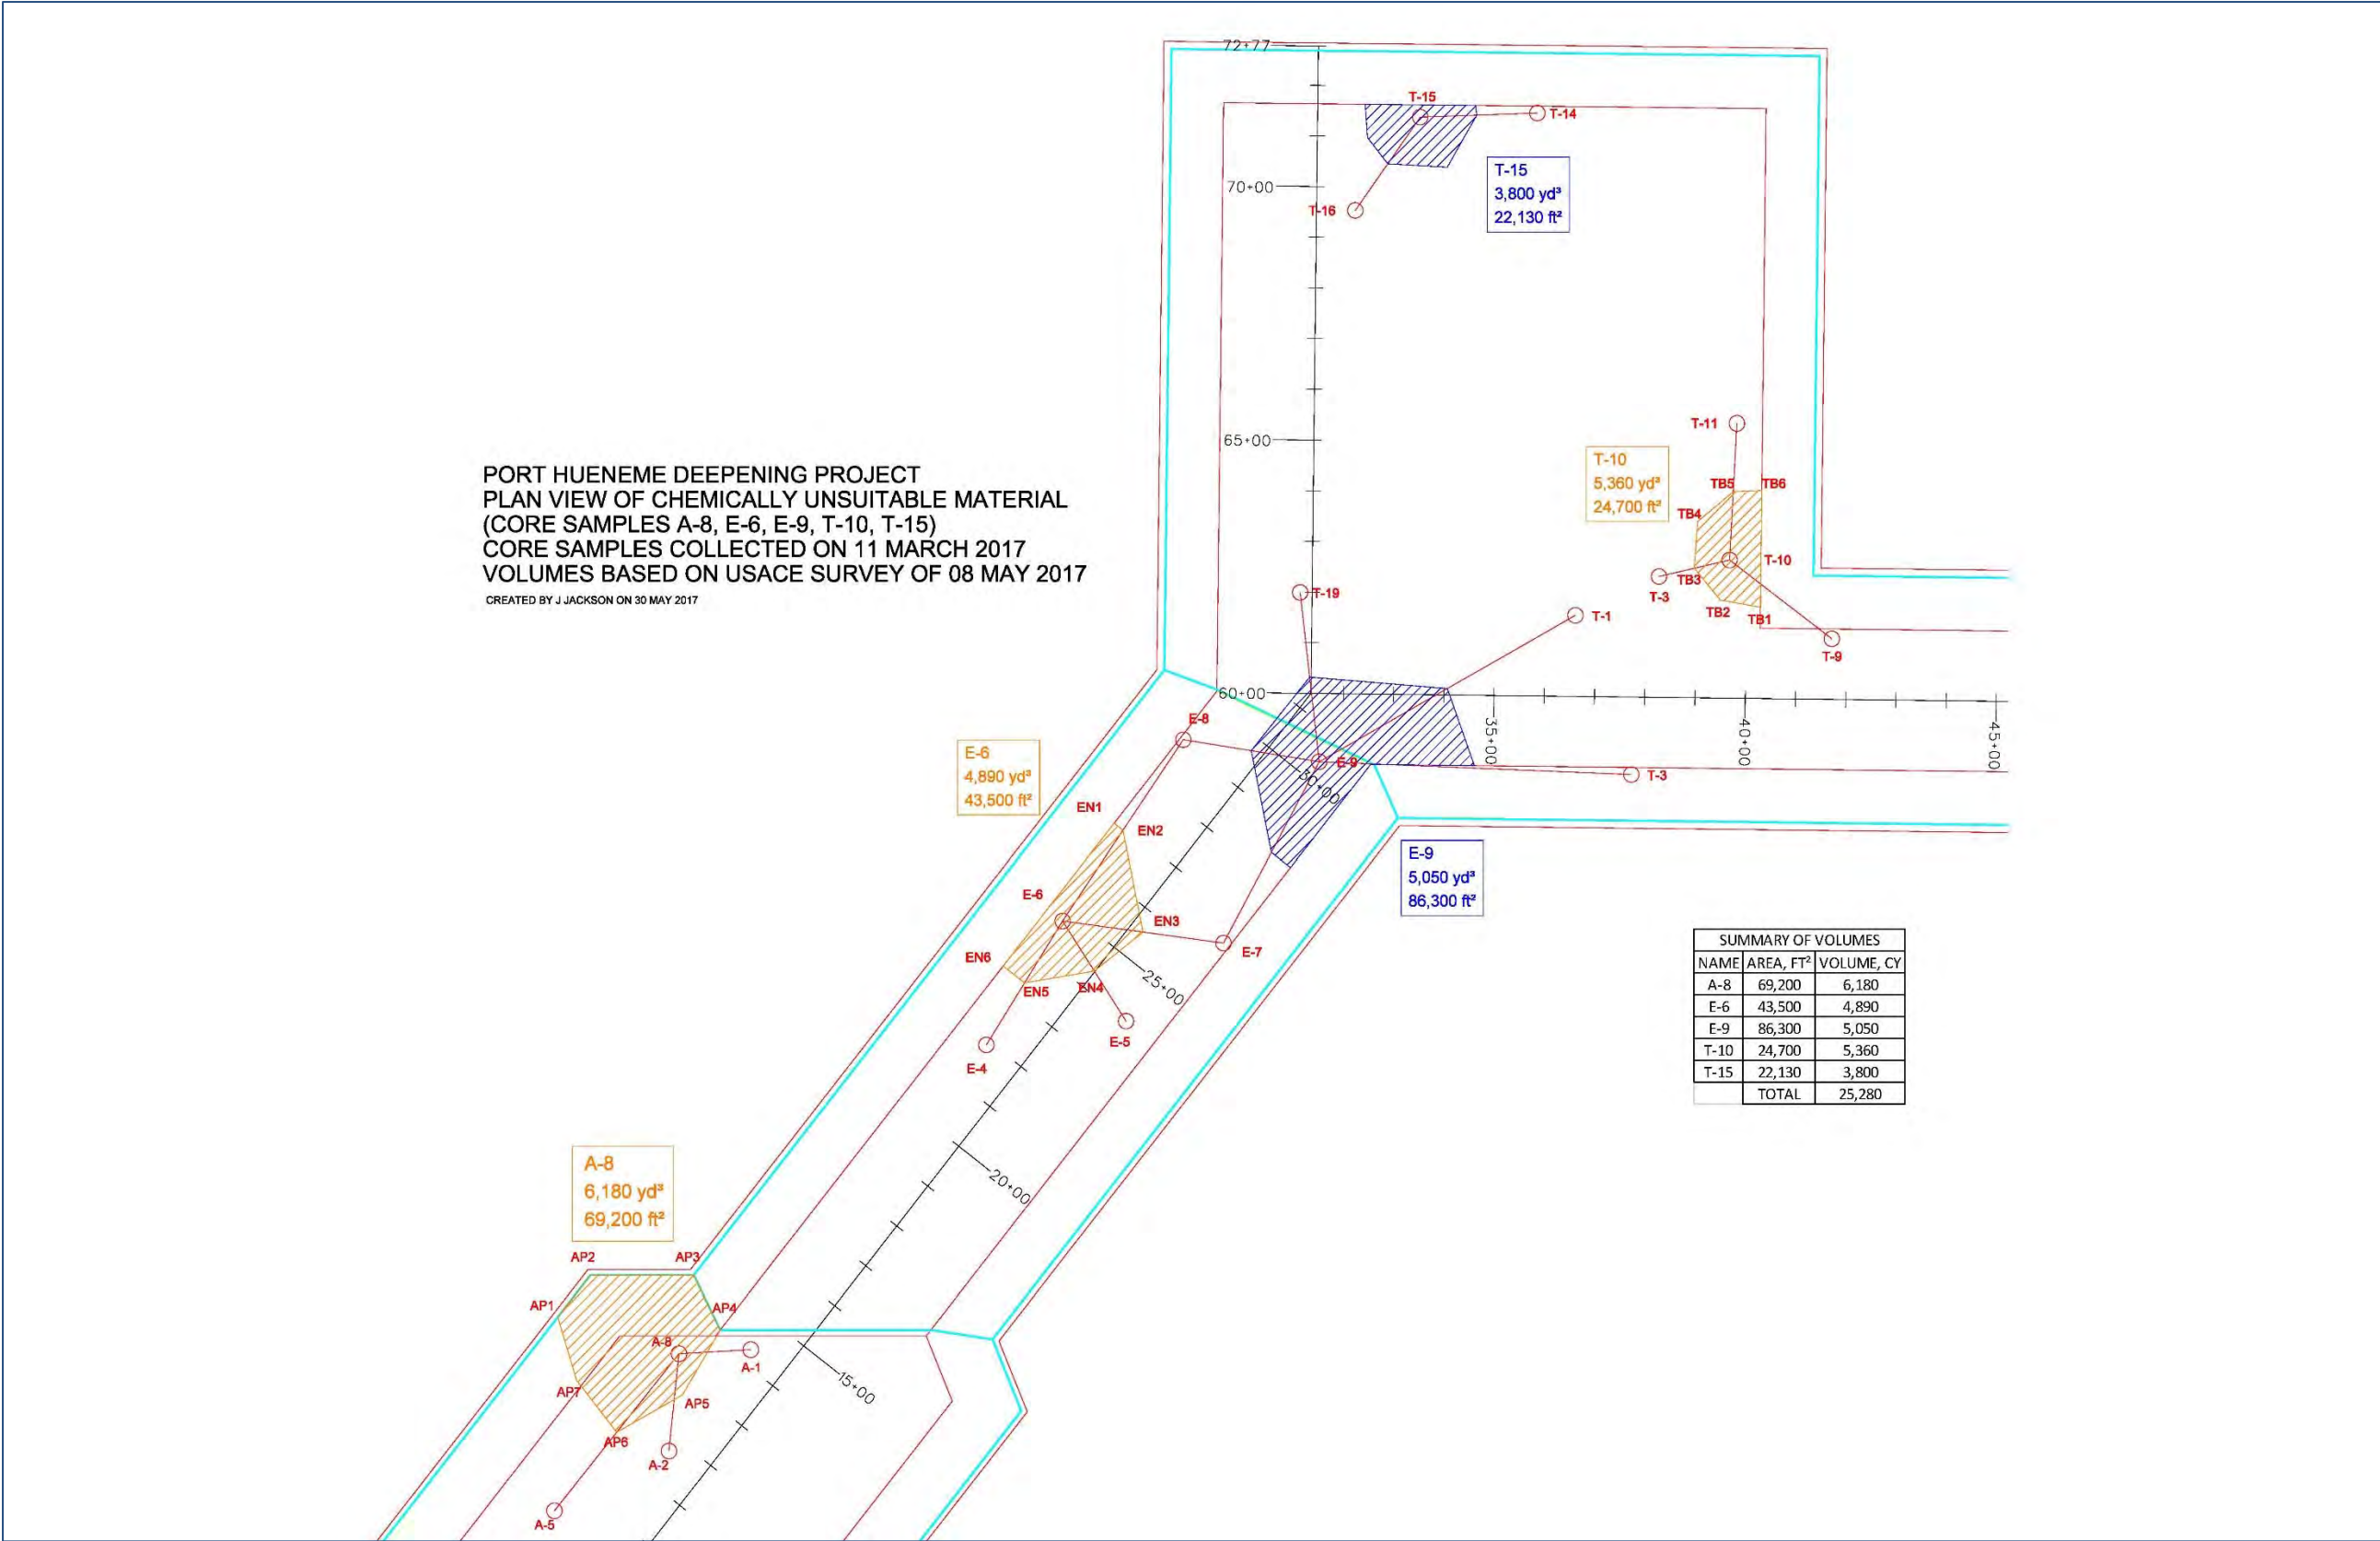 72+77
T-15
T-14
T-15
3,800 yd³
22,130 ft²
70+00
T-16
T-11
65+00
T-10
5,360 yd³
24,700 ft²
PORT HUENEME DEEPENING PROJECT
PLAN VIEW OF CHEMICALLY UNSUITABLE MATERIAL
(CORE SAMPLES A-8, E-6, E-9, T-10, T-15)
CORE SAMPLES COLLECTED ON 11 MARCH 2017
VOLUMES BASED ON USACE SURVEY OF 08 MAY 2017
CREATED BY J JACKSON ON 30 MAY 2017
TB5
TB6
TB4
T-10
TB3
T-3
TB2
TB1
T-19
T-1
T-9
60+00
35+00
40+00
45+00
E-8
E-9
30+00
T-3
E-6
4,890 yd³
43,500 ft²
EN1
EN2
E-9
5,050 yd³
86,300 ft²
E-6
EN3
EN6
E-7
EN5
EN4
25+00
E-5
E-4
SUMMARY OF VOLUMES
NAME AREA, FT² VOLUME, CY
A-8 69,200 6,180
E-6 43,500 4,890
E-9 86,300 5,050
T-10 24,700 5,360
T-15 22,130 3,800
TOTAL 25,280
20+00
A-8
6,180 yd³
69,200 ft²
AP2
AP3
AP1
AP4
A-8
A-1
15+00
AP7
AP5
AP6
A-2
A-5